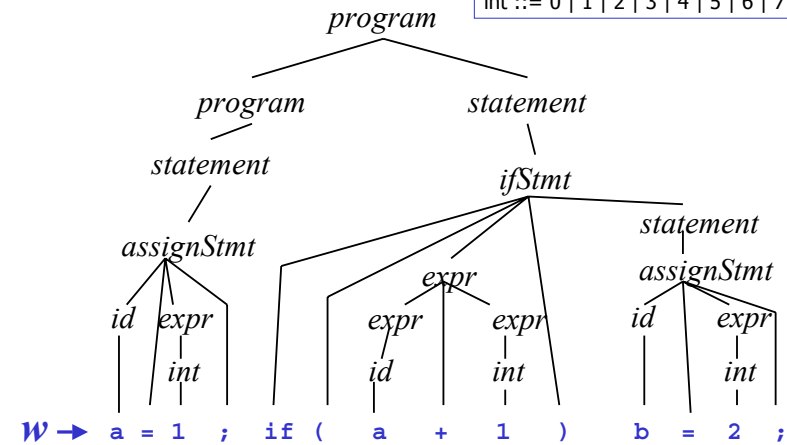 int ::= 0 | 1 | 2 | 3 | 4 | 5 | 6 | 7
program
program statement
statement
ifStmt
statement
assignStmt
assignStmt
expr
id expr expr expr id expr
int id int int
w a = 1 ; if ( a + 1 ) b = 2 ;